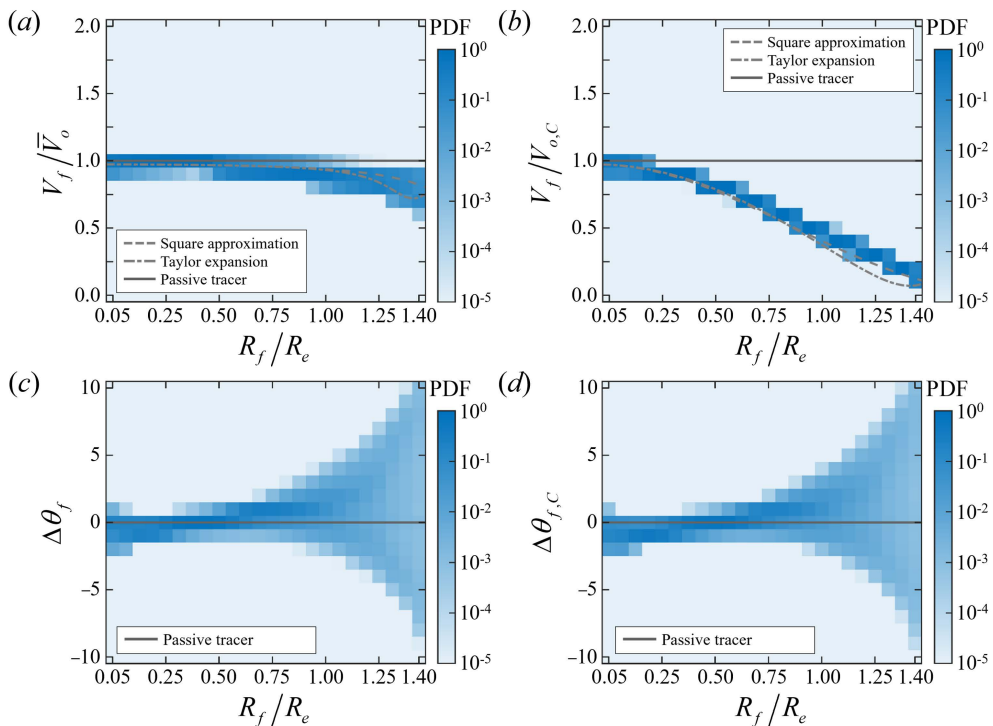 (a)
PDF
2.0
1.5
1.0
0.5
0.0
V_f/V̅_o
Square approximation
Taylor expansion
Passive tracer
0.05 0.25 0.50 0.75 1.00 1.25 1.40
R_f/R_e
10^0
10^-1
10^-2
10^-3
10^-4
10^-5
(b)
PDF
2.0
1.5
1.0
0.5
0.0
V_f/V_{o,C}
Square approximation
Taylor expansion
Passive tracer
0.05 0.25 0.50 0.75 1.00 1.25 1.40
R_f/R_e
10^0
10^-1
10^-2
10^-3
10^-4
10^-5
(c)
PDF
10
5
0
−5
−10
Δθ_f
Passive tracer
0.05 0.25 0.50 0.75 1.00 1.25 1.40
R_f/R_e
10^0
10^-1
10^-2
10^-3
10^-4
10^-5
(d)
PDF
10
5
0
−5
−10
Δθ_{f,C}
Passive tracer
0.05 0.25 0.50 0.75 1.00 1.25 1.40
R_f/R_e
10^0
10^-1
10^-2
10^-3
10^-4
10^-5